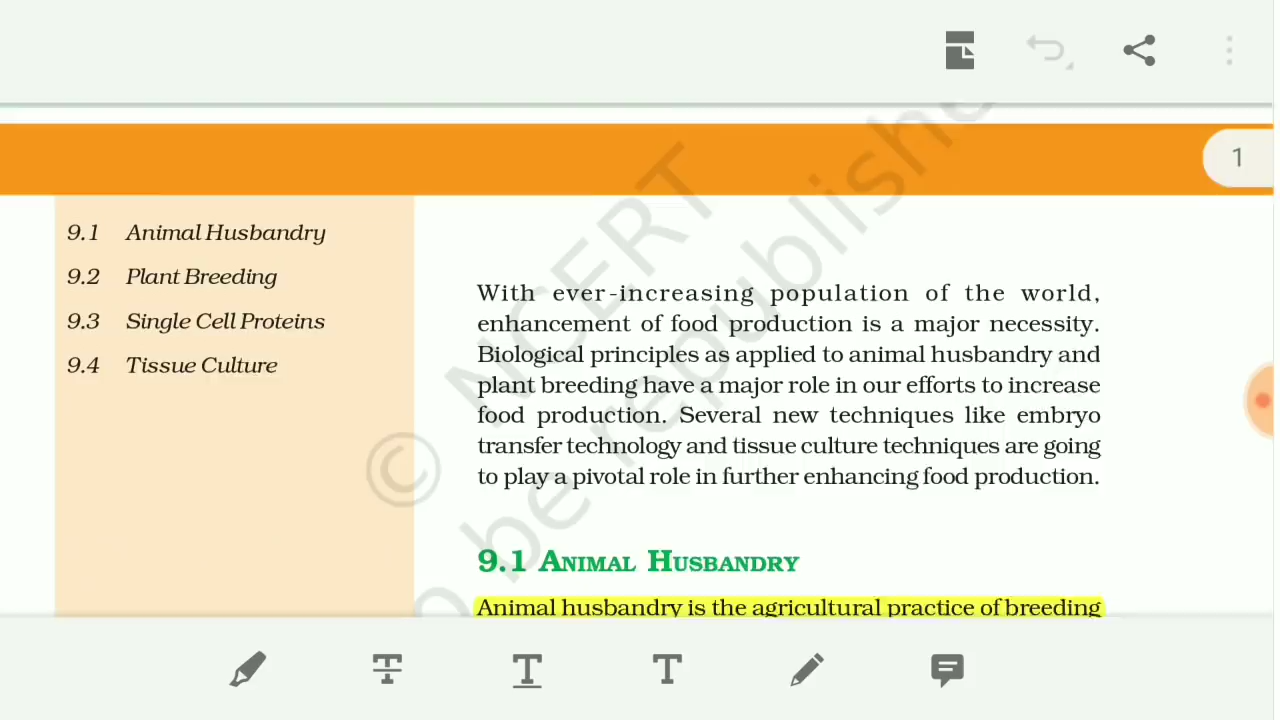 1
9.1 Animal Husbandry
9.2 Plant Breeding
9.3 Single Cell Proteins
9.4 Tissue Culture
With ever-increasing population of the world,
enhancement of food production is a major necessity.
Biological principles as applied to animal husbandry and
plant breeding have a major role in our efforts to increase
food production. Several new techniques like embryo
transfer technology and tissue culture techniques are going
to play a pivotal role in further enhancing food production.
9.1 ANIMAL HUSBANDRY
Animal husbandry is the agricultural practice of breeding
© NCERT
o be republishe
T
T
T